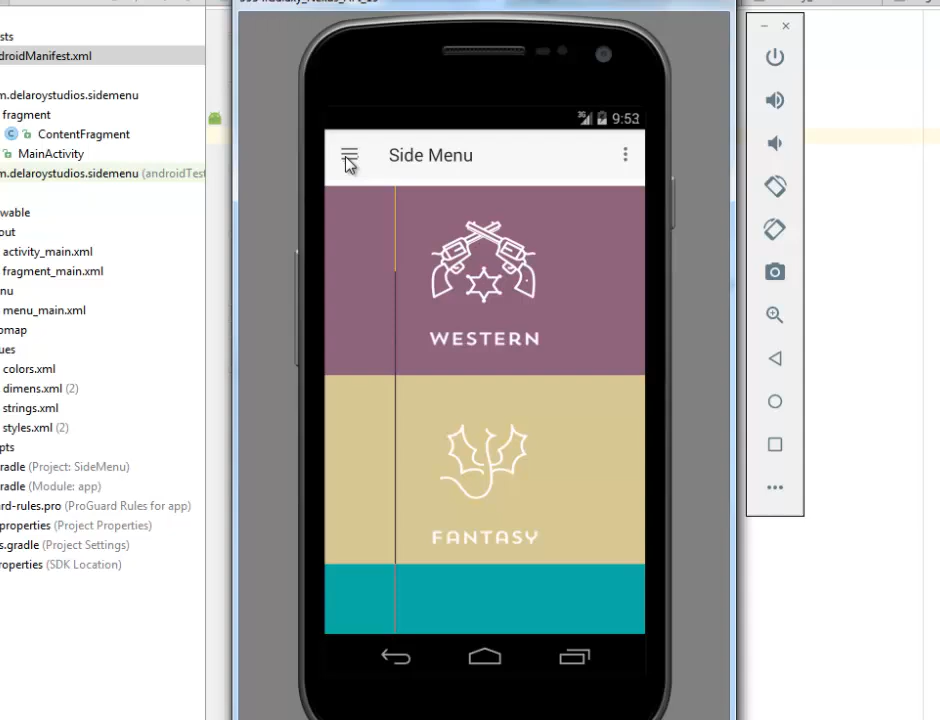 sts
droidManifest.xml
m.delaroystudios.sidemenu
fragment
C ContentFragment
MainActivity
m.delaroystudios.sidemenu (androidTest
wable
out
activity_main.xml
fragment_main.xml
nu
menu_main.xml
omap
ues
colors.xml
dimens.xml (2)
strings.xml
styles.xml (2)
pts
radle (Project: SideMenu)
radle (Module: app)
rd-rules.pro (ProGuard Rules for app)
properties (Project Properties)
s.gradle (Project Settings)
roperties (SDK Location)
3G 9:53
Side Menu
WESTERN
FANTASY